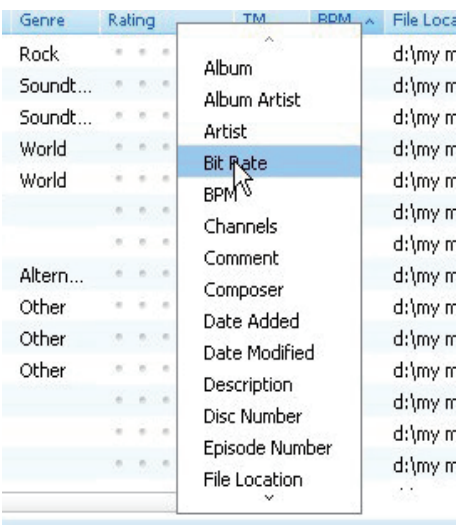 Genre Rating TM BPM File Loca
Rock d:\my m
Soundt... d:\my m
Soundt... d:\my m
World d:\my m
World d:\my m
d:\my m
d:\my m
Altern... d:\my m
Other d:\my m
Other d:\my m
Other d:\my m
d:\my m
d:\my m
d:\my m
Album
Album Artist
Artist
Bit Rate
BPM
Channels
Comment
Composer
Date Added
Date Modified
Description
Disc Number
Episode Number
File Location